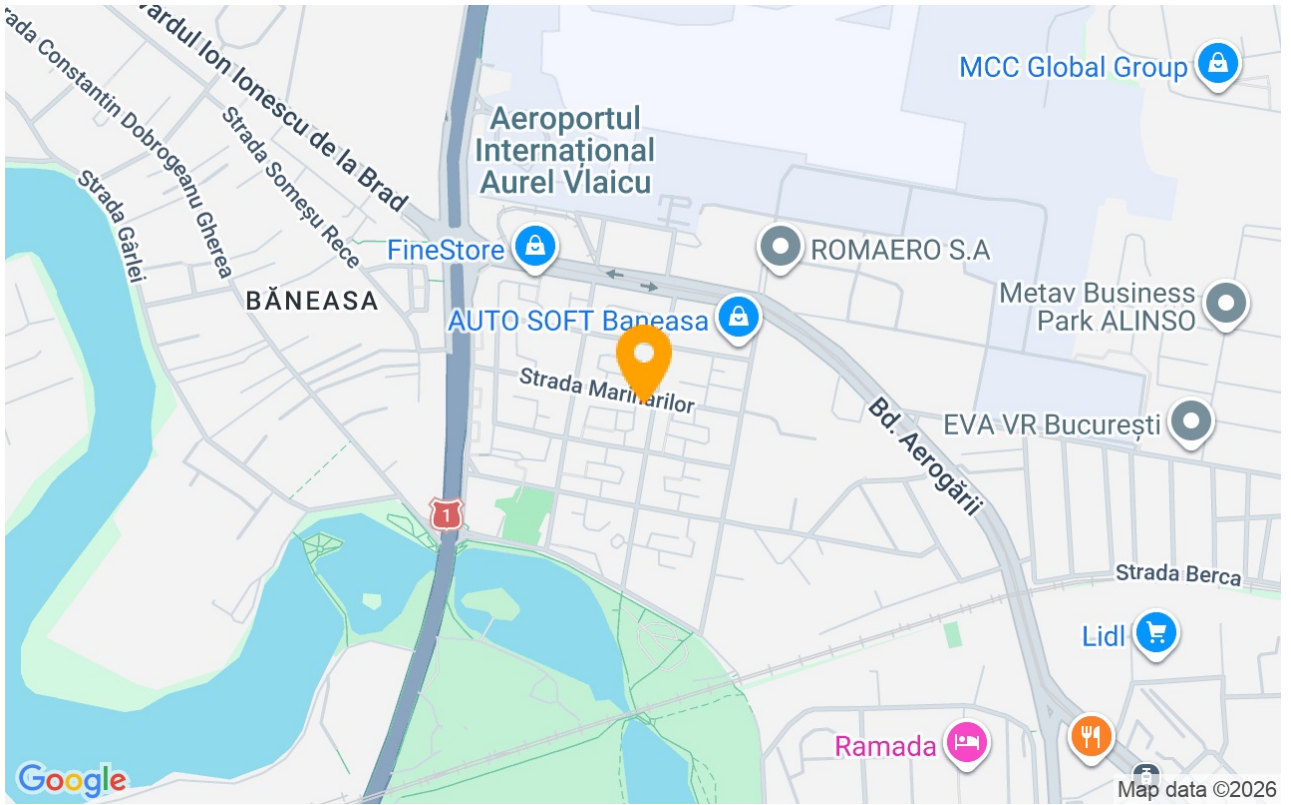 MCC Global Group
vardul Ion Ionescu de la Brad
rada Constantin Dobrogeanu Gherea
Strada Someșu Rece
Strada Gârlei
Aeroportul
Internațional
Aurel Vlaicu
FineStore
ROMAERO S.A
BĂNEASA
Metav Business
Park ALINSO
AUTO SOFT Baneasa
Strada Marinarilor
Bd. Aerogării
EVA VR București
1
Strada Berca
Lidl
Ramada
Google
Map data ©2026